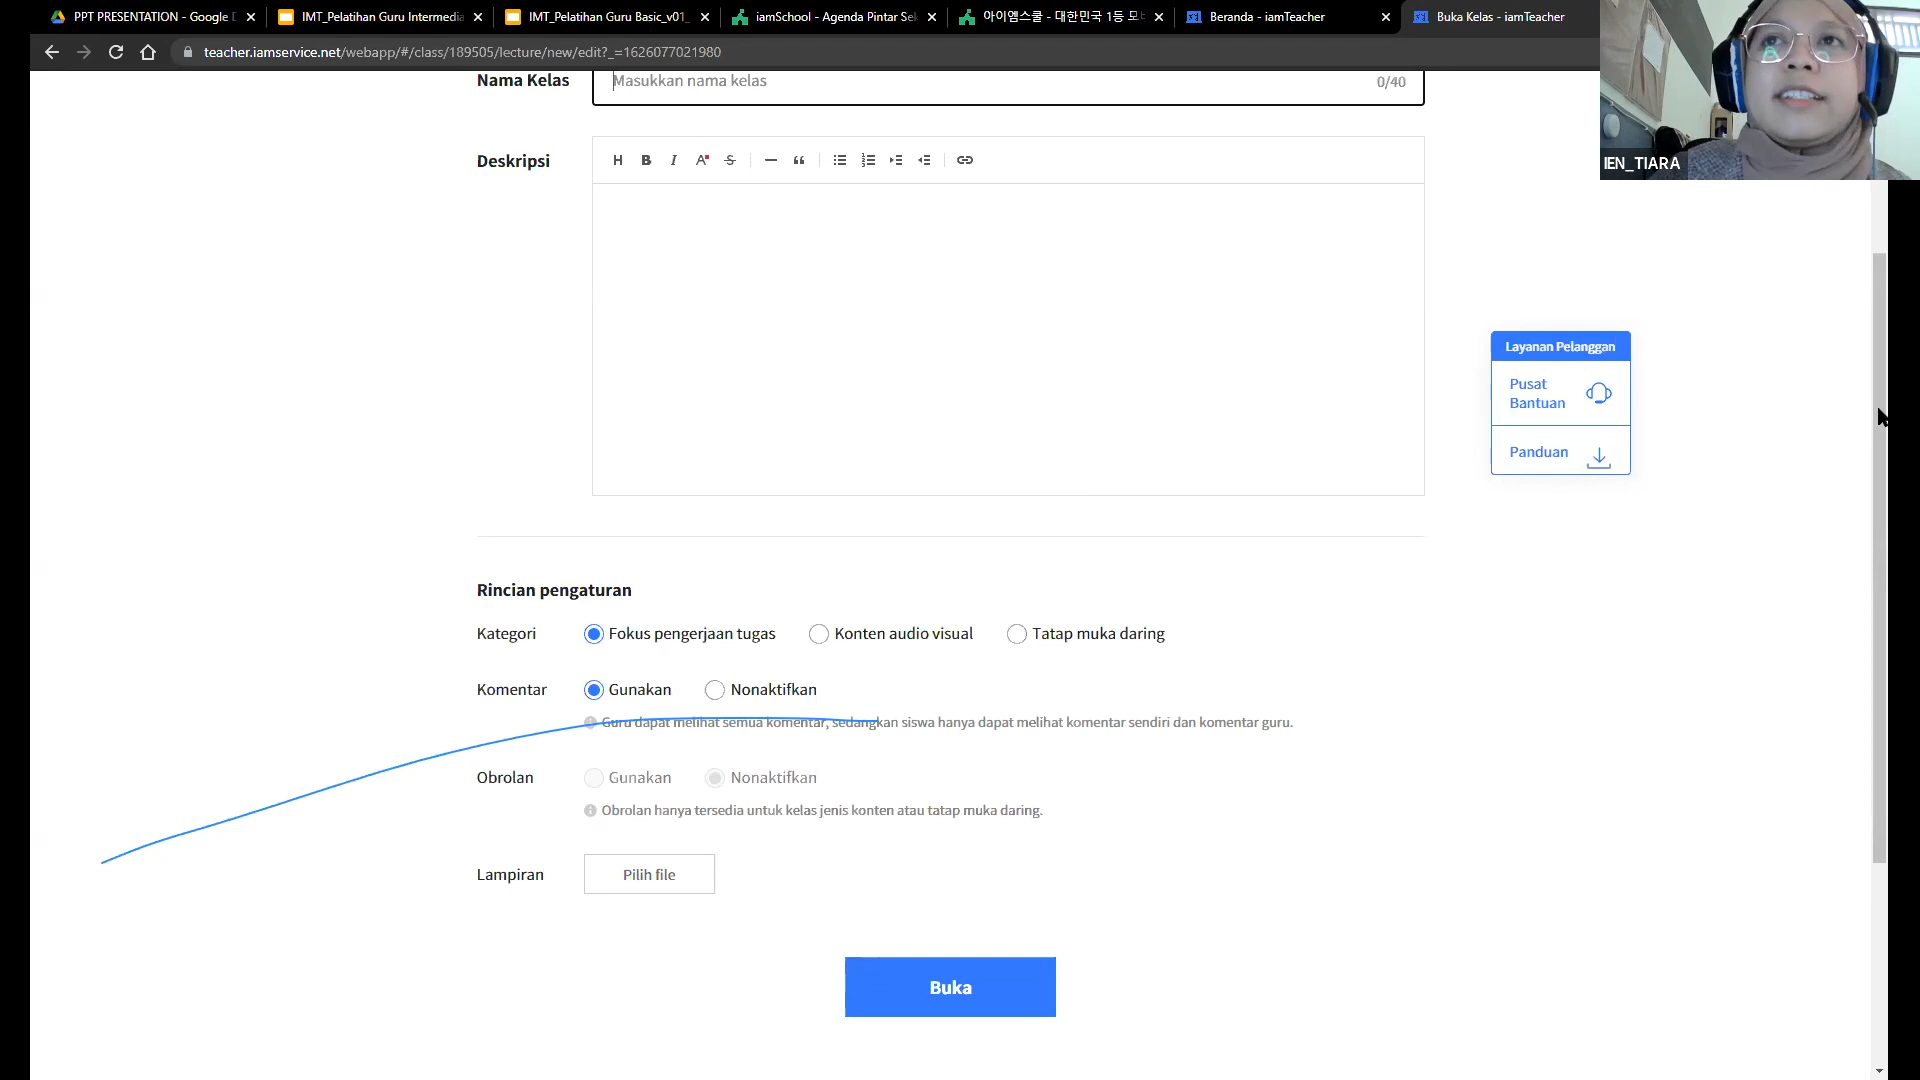 PPT PRESENTATION - Google D
IMT_Pelatihan Guru Intermedia
IMT_Pelatihan Guru Basic_v01_
iamSchool - Agenda Pintar Sek
아이엠스쿨 - 대한민국 1등 모바
Beranda - iamTeacher
Buka Kelas - iamTeacher
teacher.iamservice.net/webapp/#/class/189505/lecture/new/edit?_=1626077021980
IEN_TIARA
Nama Kelas
Masukkan nama kelas
0/40
Deskripsi
H B I A S
Layanan Pelanggan
Pusat
Bantuan
Panduan
Rincian pengaturan
Kategori Fokus pengerjaan tugas Konten audio visual Tatap muka daring
Komentar Gunakan Nonaktifkan
Guru dapat melihat semua komentar, sedangkan siswa hanya dapat melihat komentar sendiri dan komentar guru.
Obrolan Gunakan Nonaktifkan
Obrolan hanya tersedia untuk kelas jenis konten atau tatap muka daring.
Lampiran Pilih file
Buka